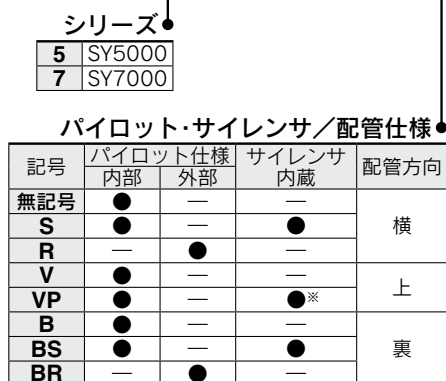 シリーズ
5 SY5000
7 SY7000
パイロット・サイレンサ／配管仕様
記号 パイロット仕様 サイレンサ内蔵 配管方向
内部 外部
無記号 ● — — 横
S ● — ●
R — ● —
V ● — — 上
VP ● — ●※
B ● — — 裏
BS ● — ●
BR — ● —